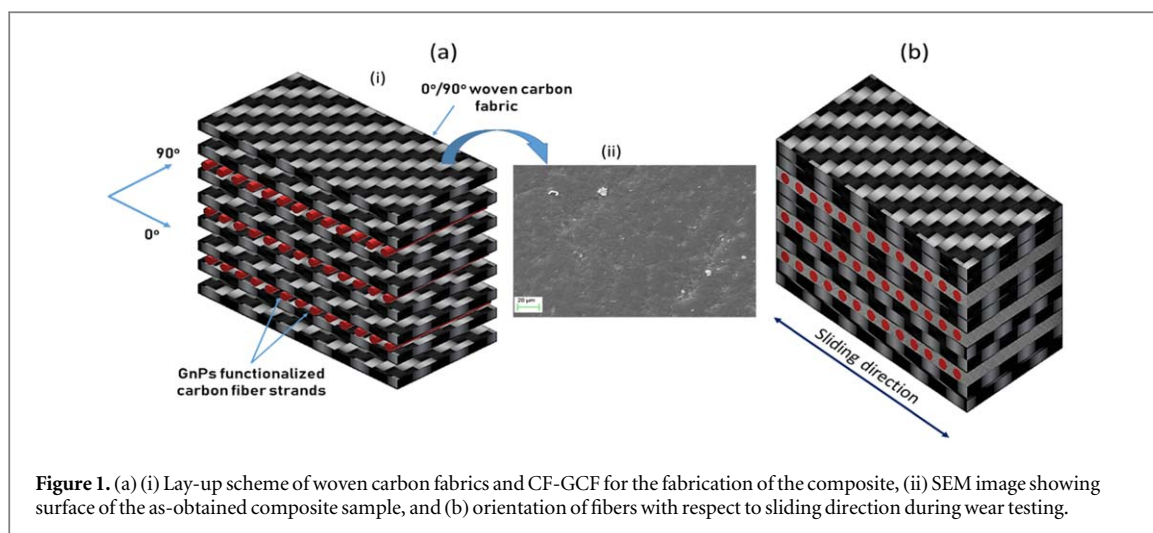 (a)
(i)
0°/90° woven carbon
fabric
90°
0°
(ii)
20 µm
GnPs functionalized
carbon fiber strands
(b)
Sliding direction
Figure 1. (a) (i) Lay-up scheme of woven carbon fabrics and CF-GCF for the fabrication of the composite, (ii) SEM image showing
surface of the as-obtained composite sample, and (b) orientation of fibers with respect to sliding direction during wear testing.